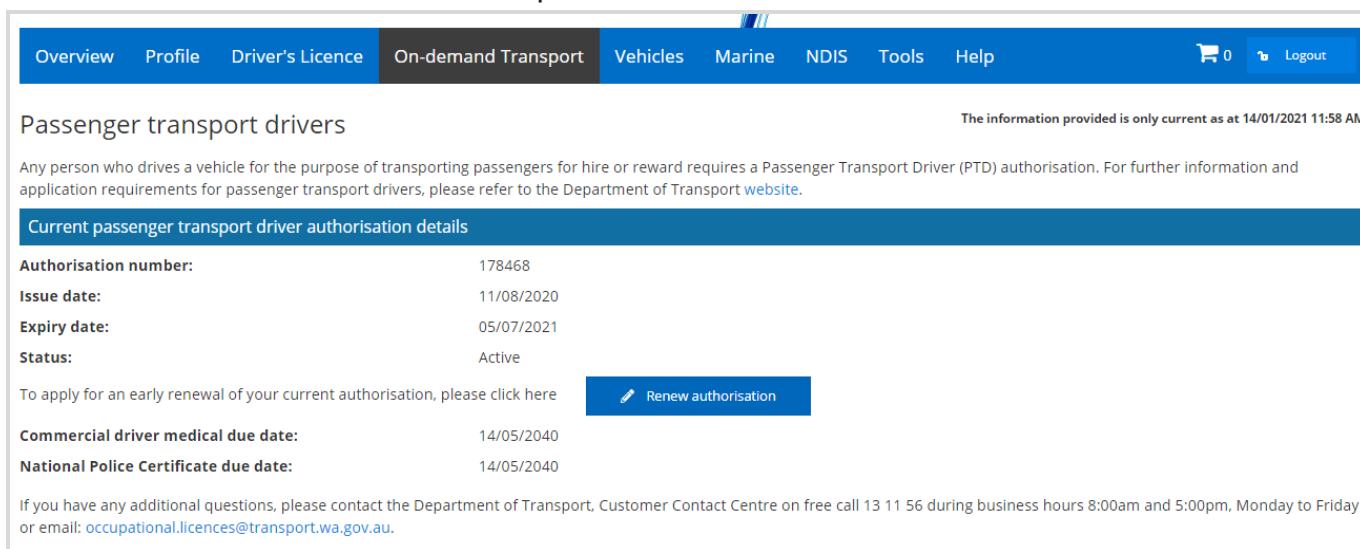 Overview Profile Driver's Licence On-demand Transport Vehicles Marine NDIS Tools Help 0 Logout
Passenger transport drivers
The information provided is only current as at 14/01/2021 11:58 AM
Any person who drives a vehicle for the purpose of transporting passengers for hire or reward requires a Passenger Transport Driver (PTD) authorisation. For further information and
application requirements for passenger transport drivers, please refer to the Department of Transport website.
Current passenger transport driver authorisation details
Authorisation number: 178468
Issue date: 11/08/2020
Expiry date: 05/07/2021
Status: Active
To apply for an early renewal of your current authorisation, please click here Renew authorisation
Commercial driver medical due date: 14/05/2040
National Police Certificate due date: 14/05/2040
If you have any additional questions, please contact the Department of Transport, Customer Contact Centre on free call 13 11 56 during business hours 8:00am and 5:00pm, Monday to Friday
or email: occupational.licences@transport.wa.gov.au.